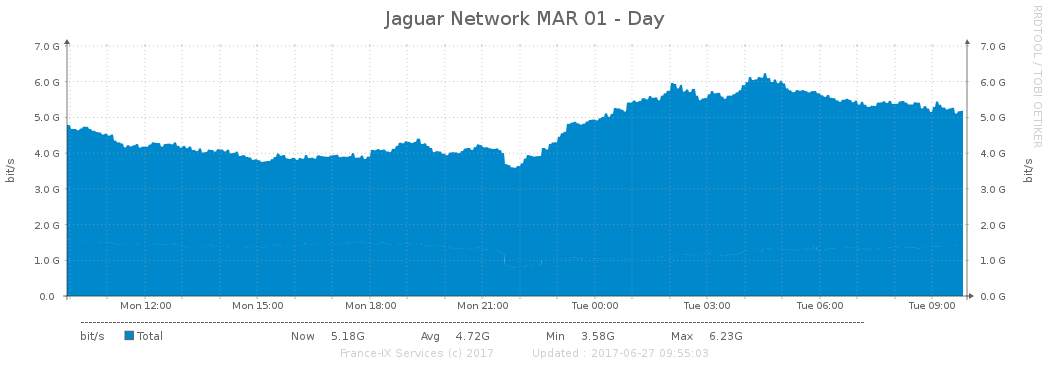 Jaguar Network MAR 01 - Day
RRDTOOL / TOBI OETIKER
7.0 G 7.0 G
6.0 G 6.0 G
5.0 G 5.0 G
4.0 G 4.0 G
3.0 G 3.0 G
2.0 G 2.0 G
1.0 G 1.0 G
0.0 0.0 G
bit/s
bit/s
Mon 12:00 Mon 15:00 Mon 18:00 Mon 21:00 Tue 00:00 Tue 03:00 Tue 06:00 Tue 09:00
bit/s Total Now 5.18G Avg 4.72G Min 3.58G Max 6.23G
France-IX Services (c) 2017 Updated : 2017-06-27 09:55:03